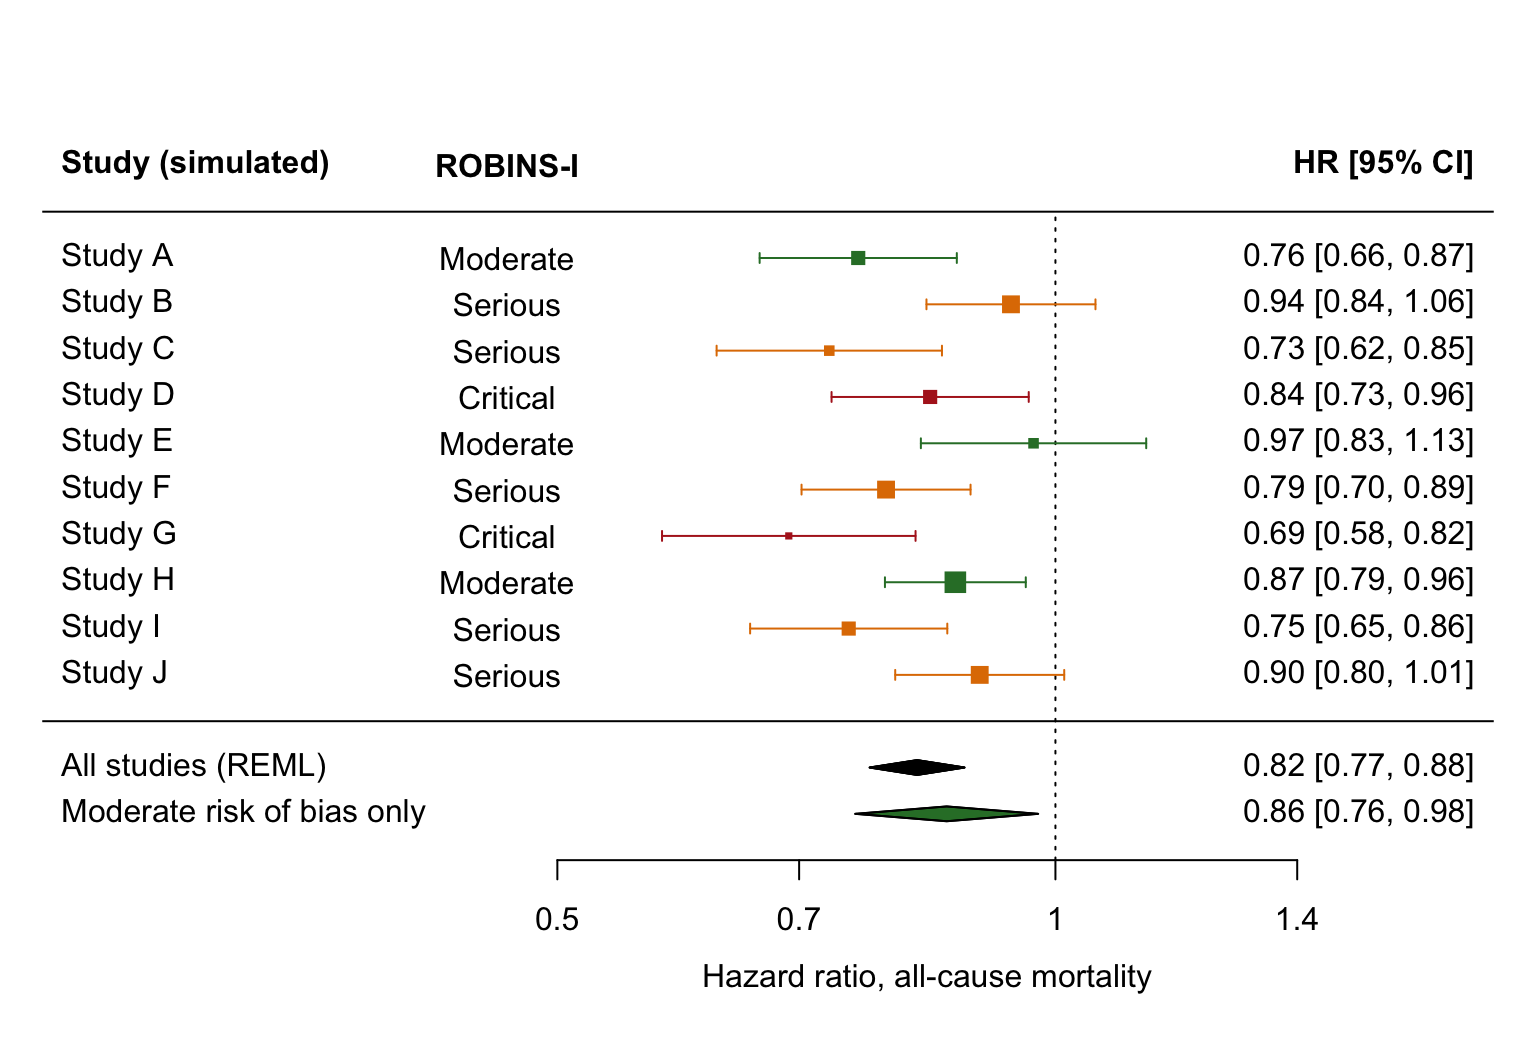 Study (simulated) ROBINS-I HR [95% CI]
Study A Moderate 0.76 [0.66, 0.87]
Study B Serious 0.94 [0.84, 1.06]
Study C Serious 0.73 [0.62, 0.85]
Study D Critical 0.84 [0.73, 0.96]
Study E Moderate 0.97 [0.83, 1.13]
Study F Serious 0.79 [0.70, 0.89]
Study G Critical 0.69 [0.58, 0.82]
Study H Moderate 0.87 [0.79, 0.96]
Study I Serious 0.75 [0.65, 0.86]
Study J Serious 0.90 [0.80, 1.01]
All studies (REML) 0.82 [0.77, 0.88]
Moderate risk of bias only 0.86 [0.76, 0.98]
0.5 0.7 1 1.4
Hazard ratio, all-cause mortality